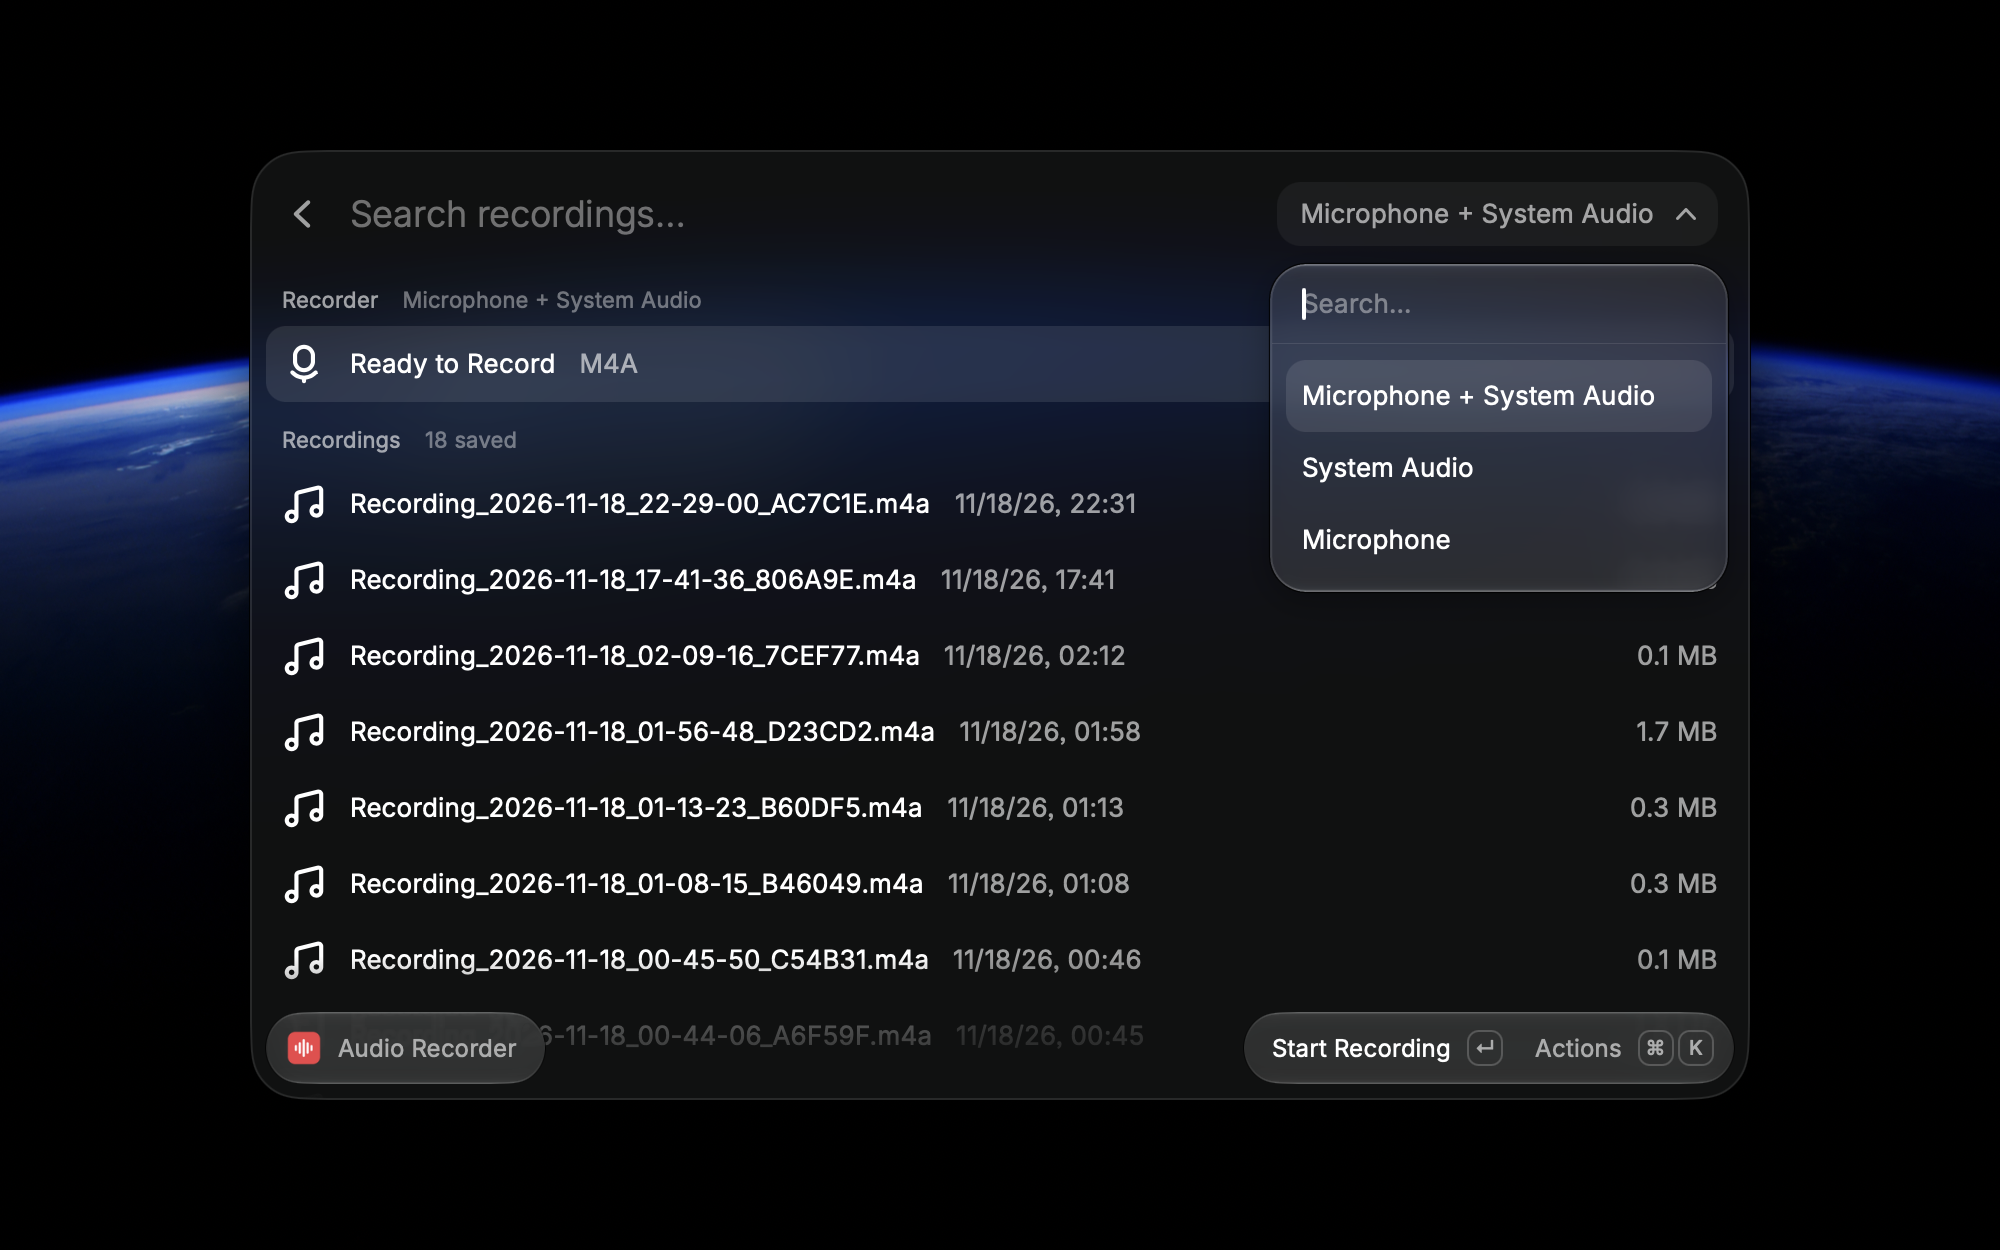 Search recordings...
Microphone + System Audio
Recorder Microphone + System Audio
Search...
Ready to Record M4A
Microphone + System Audio
Recordings 18 saved
System Audio
Recording_2026-11-18_22-29-00_AC7C1E.m4a 11/18/26, 22:31
Microphone
Recording_2026-11-18_17-41-36_806A9E.m4a 11/18/26, 17:41
Recording_2026-11-18_02-09-16_7CEF77.m4a 11/18/26, 02:12 0.1 MB
Recording_2026-11-18_01-56-48_D23CD2.m4a 11/18/26, 01:58 1.7 MB
Recording_2026-11-18_01-13-23_B60DF5.m4a 11/18/26, 01:13 0.3 MB
Recording_2026-11-18_01-08-15_B46049.m4a 11/18/26, 01:08 0.3 MB
Recording_2026-11-18_00-45-50_C54B31.m4a 11/18/26, 00:46 0.1 MB
6-11-18_00-44-06_A6F59F.m4a 11/18/26, 00:45
Audio Recorder
Start Recording ↵ Actions ⌘ K